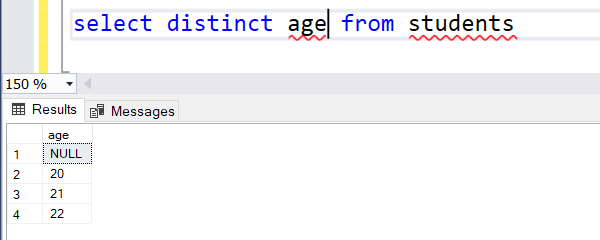 select distinct age from students
150 %
Results Messages
age
1 NULL
2 20
3 21
4 22